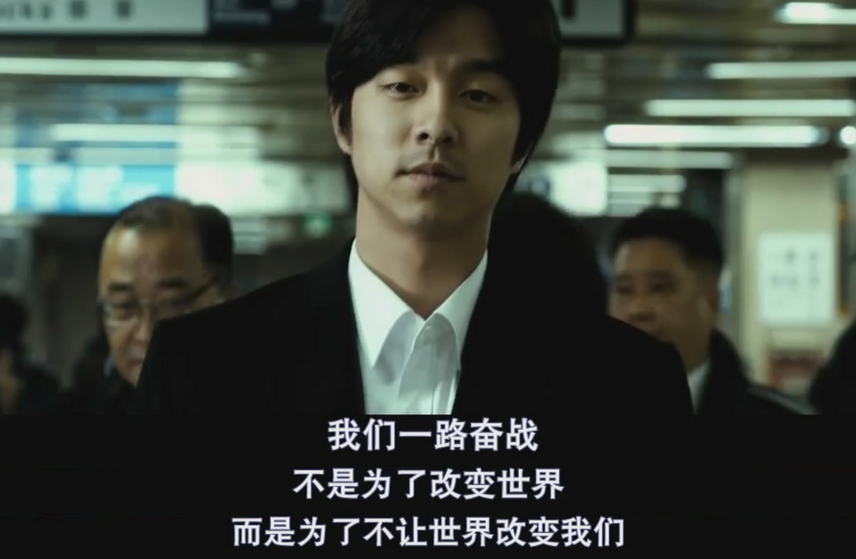 我们一路奋战
不是为了改变世界
而是为了不让世界改变我们